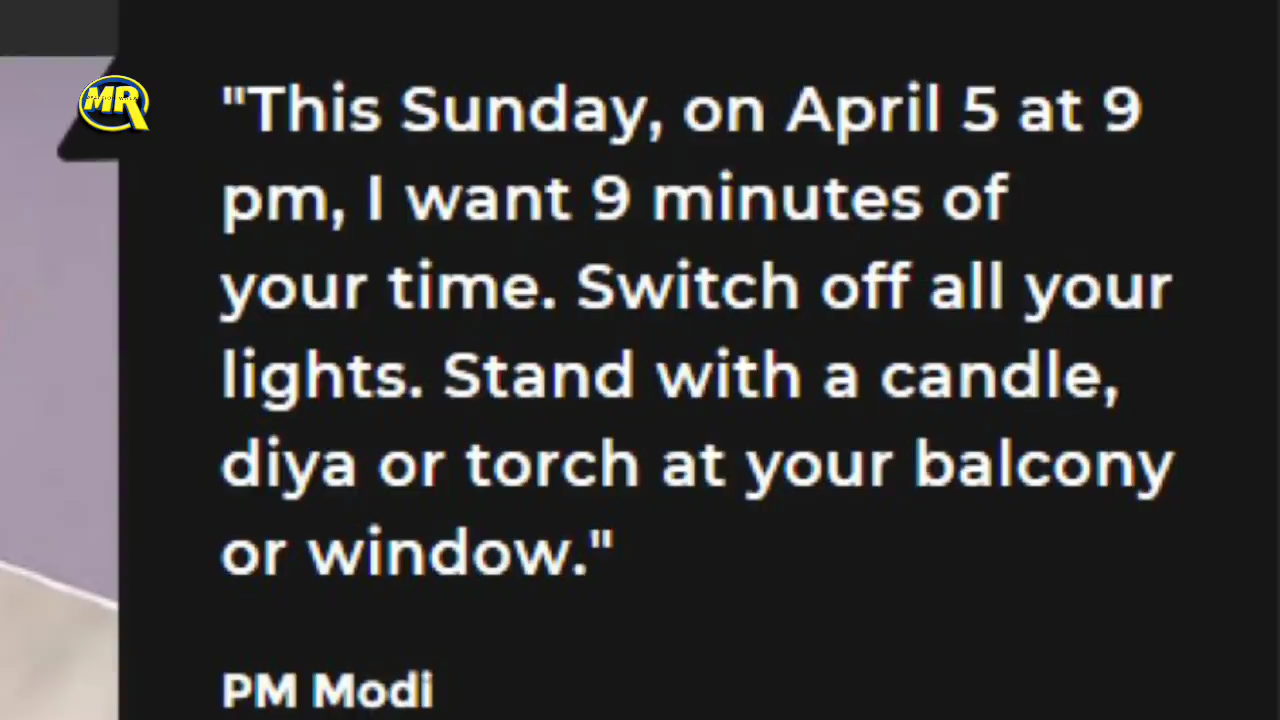 MR
"This Sunday, on April 5 at 9
pm, I want 9 minutes of
your time. Switch off all your
lights. Stand with a candle,
diya or torch at your balcony
or window."
PM Modi